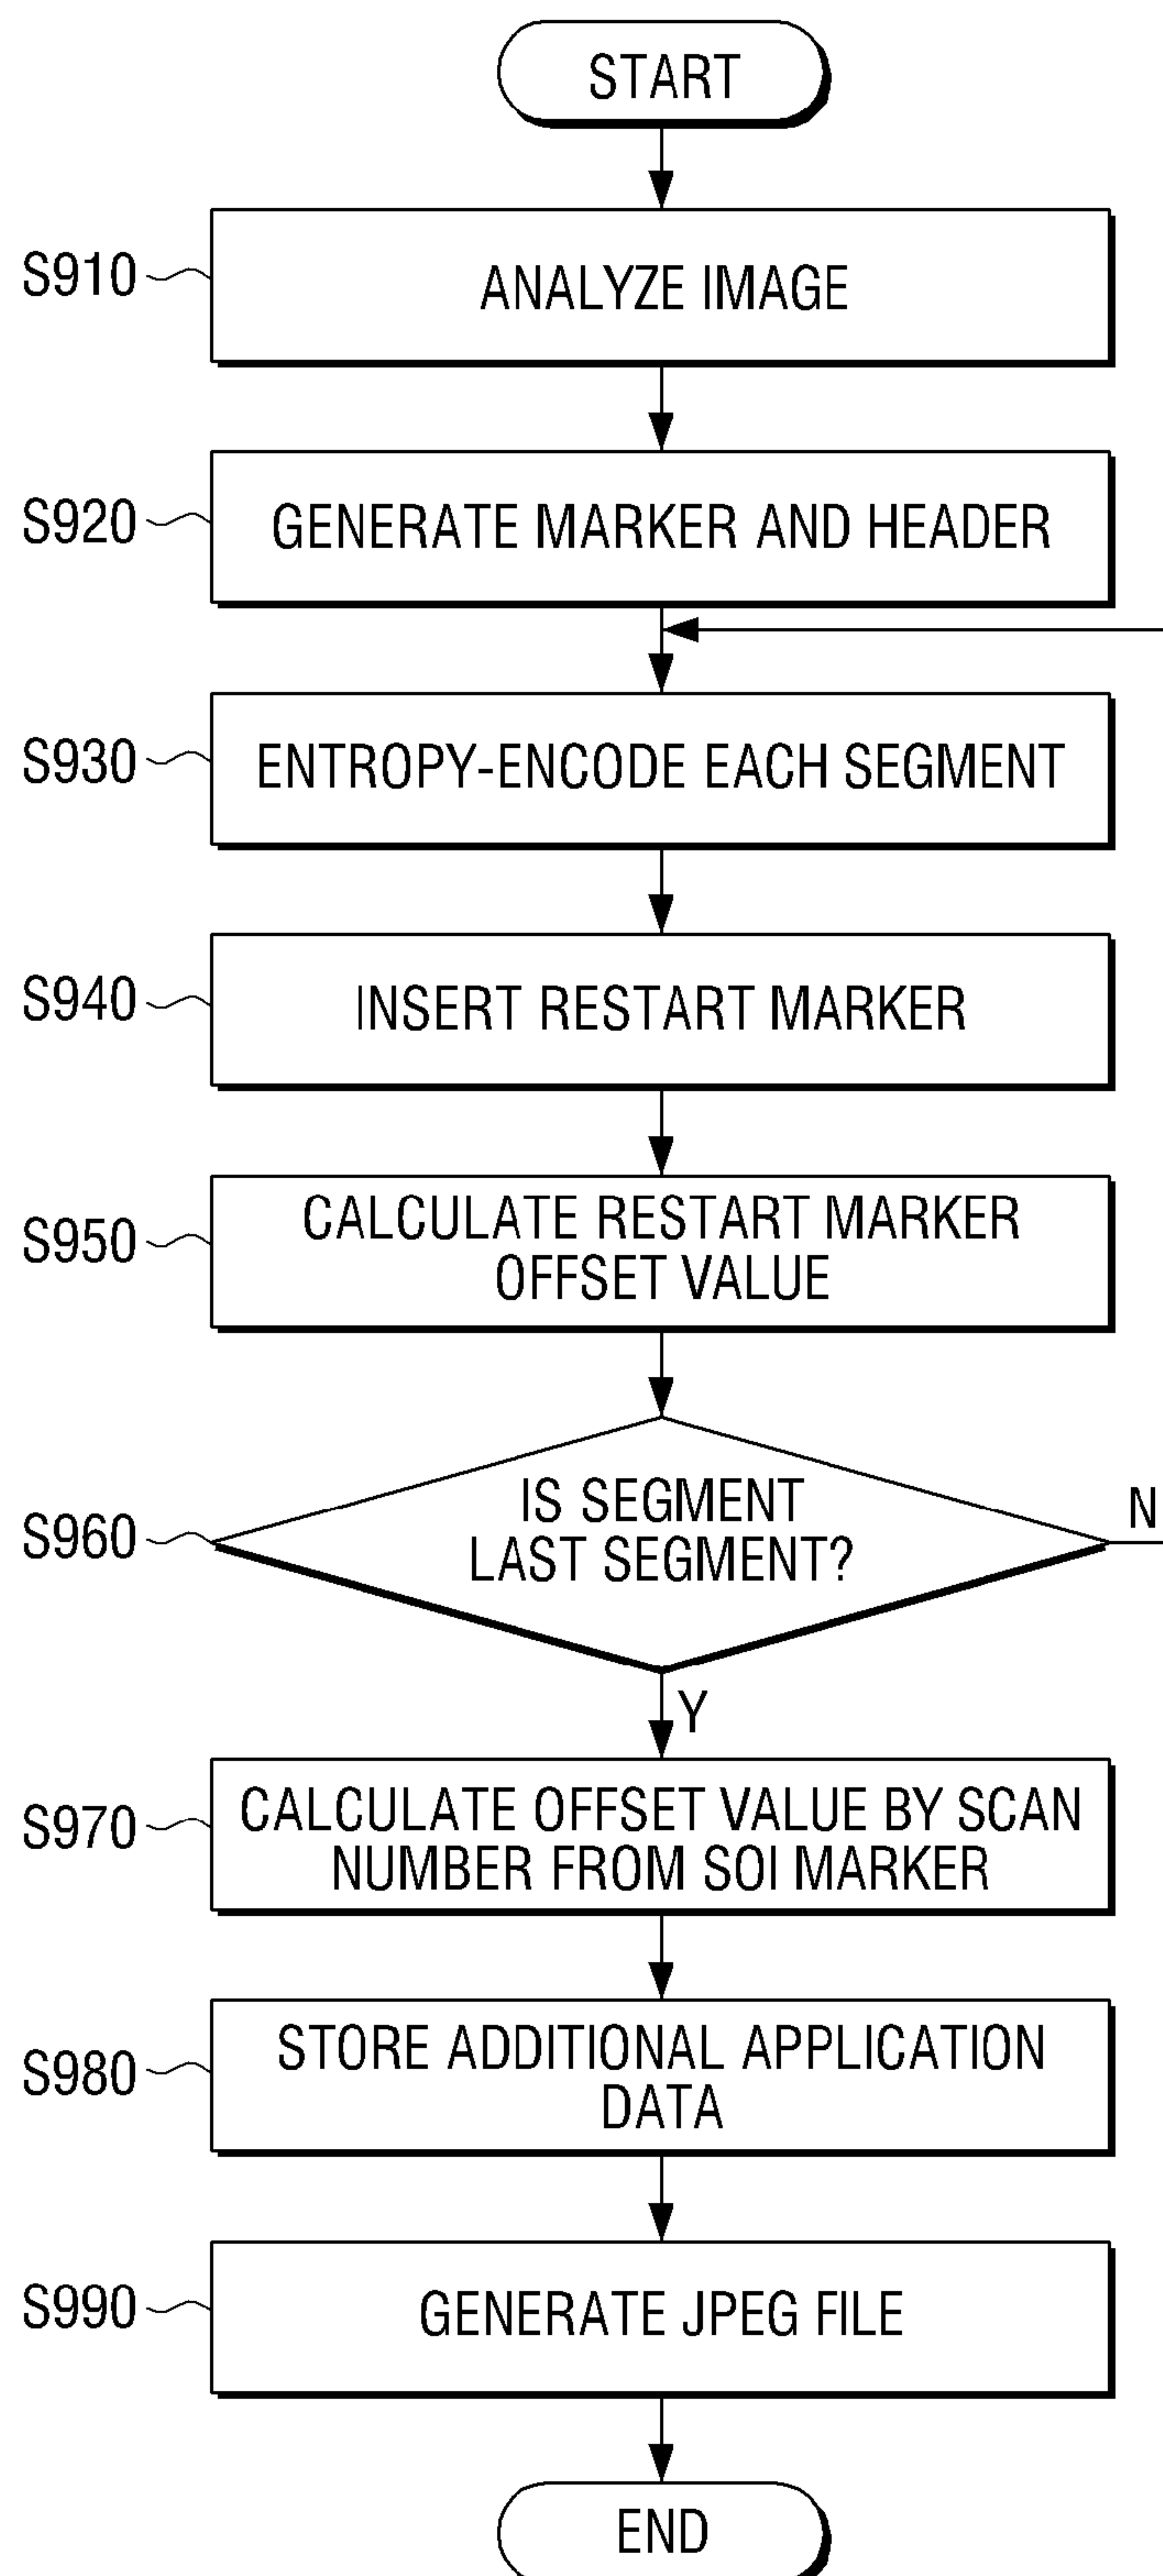 START
S910
ANALYZE IMAGE
S920
GENERATE MARKER AND HEADER
S930
ENTROPY-ENCODE EACH SEGMENT
S940
INSERT RESTART MARKER
S950
CALCULATE RESTART MARKER
OFFSET VALUE
S960
IS SEGMENT
LAST SEGMENT?
N
Y
S970
CALCULATE OFFSET VALUE BY SCAN
NUMBER FROM SOI MARKER
S980
STORE ADDITIONAL APPLICATION
DATA
S990
GENERATE JPEG FILE
END